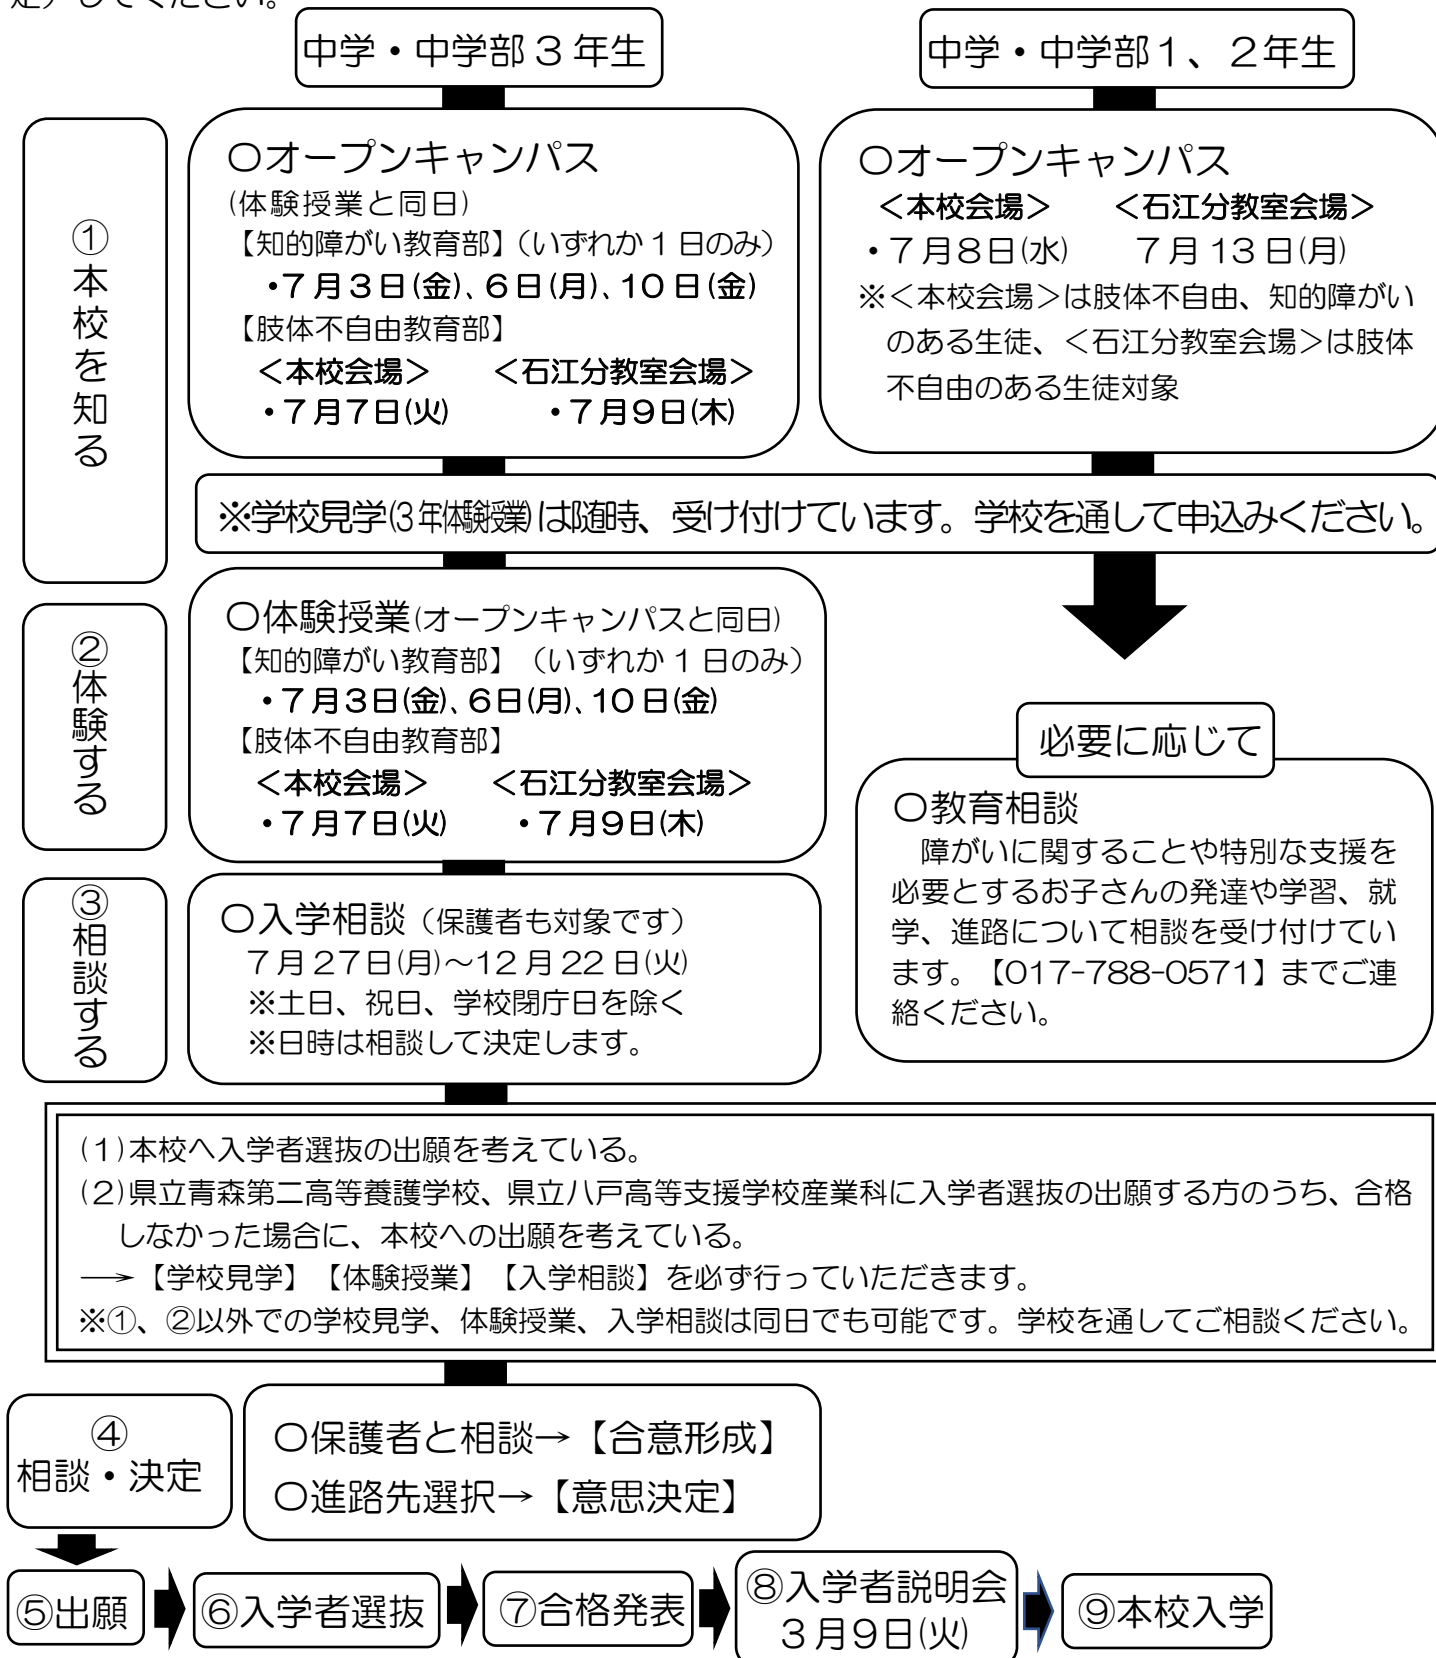 定）してください。
中学・中学部３年生
中学・中学部１、２年生
①本校を知る
〇オープンキャンパス
(体験授業と同日)
【知的障がい教育部】（いずれか１日のみ）
・７月３日(金)、６日(月)、１０日(金)
【肢体不自由教育部】
＜本校会場＞　　＜石江分教室会場＞
・７月７日(火)　　　・７月９日(木)
〇オープンキャンパス
＜本校会場＞　　＜石江分教室会場＞
・７月８日(水)　　　７月１３日(月)
※＜本校会場＞は肢体不自由、知的障がい
のある生徒、＜石江分教室会場＞は肢体
不自由のある生徒対象
※学校見学(３年体験授業)は随時、受け付けています。学校を通して申込みください。
②体験する
〇体験授業(オープンキャンパスと同日)
【知的障がい教育部】（いずれか１日のみ）
・７月３日(金)、６日(月)、１０日(金)
【肢体不自由教育部】
＜本校会場＞　　＜石江分教室会場＞
・７月７日(火)　　　・７月９日(木)
必要に応じて
〇教育相談
障がいに関することや特別な支援を
必要とするお子さんの発達や学習、就
学、進路について相談を受け付けてい
ます。【017-788-0571】までご連
絡ください。
③相談する
〇入学相談（保護者も対象です）
７月２７日(月)～１２月２２日(火)
※土日、祝日、学校閉庁日を除く
※日時は相談して決定します。
(１)本校へ入学者選抜の出願を考えている。
(２)県立青森第二高等養護学校、県立八戸高等支援学校産業科に入学者選抜の出願する方のうち、合格
しなかった場合に、本校への出願を考えている。
→【学校見学】【体験授業】【入学相談】を必ず行っていただきます。
※①、②以外での学校見学、体験授業、入学相談は同日でも可能です。学校を通してご相談ください。
④
相談・決定
〇保護者と相談→【合意形成】
〇進路先選択→【意思決定】
⑤出願
⑥入学者選抜
⑦合格発表
⑧入学者説明会
３月９日(火)
⑨本校入学